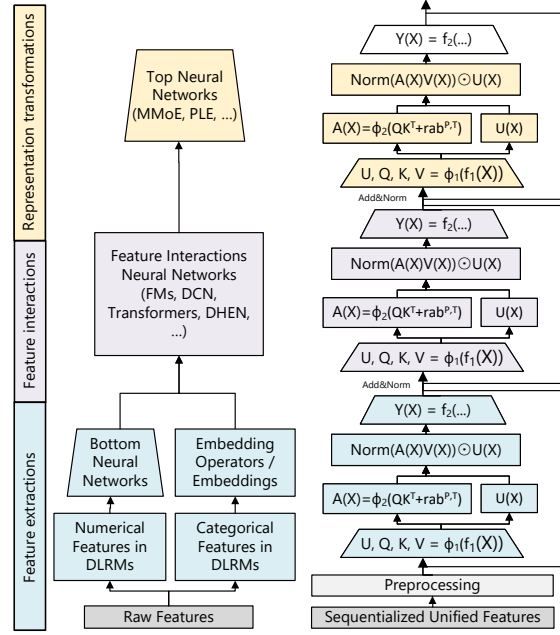 Representation transformations
Feature interactions
Feature extractions
Top Neural
Networks
(MMoE, PLE, ...)
Feature Interactions
Neural Networks
(FMs, DCN,
Transformers, DHEN,
...)
Bottom
Neural
Networks
Embedding
Operators /
Embeddings
Numerical
Features in
DLRMs
Categorical
Features in
DLRMs
Raw Features
Y(X) = f₂(...)
Norm(A(X)V(X))⊙U(X)
A(X)=ϕ₂(QKᵀ+rabᴾ,ᵀ)
U(X)
U, Q, K, V = ϕ₁(f₁(X))
Add&Norm
Y(X) = f₂(...)
Norm(A(X)V(X))⊙U(X)
A(X)=ϕ₂(QKᵀ+rabᴾ,ᵀ)
U(X)
U, Q, K, V = ϕ₁(f₁(X))
Add&Norm
Y(X) = f₂(...)
Norm(A(X)V(X))⊙U(X)
A(X)=ϕ₂(QKᵀ+rabᴾ,ᵀ)
U(X)
U, Q, K, V = ϕ₁(f₁(X))
Preprocessing
Sequentialized Unified Features